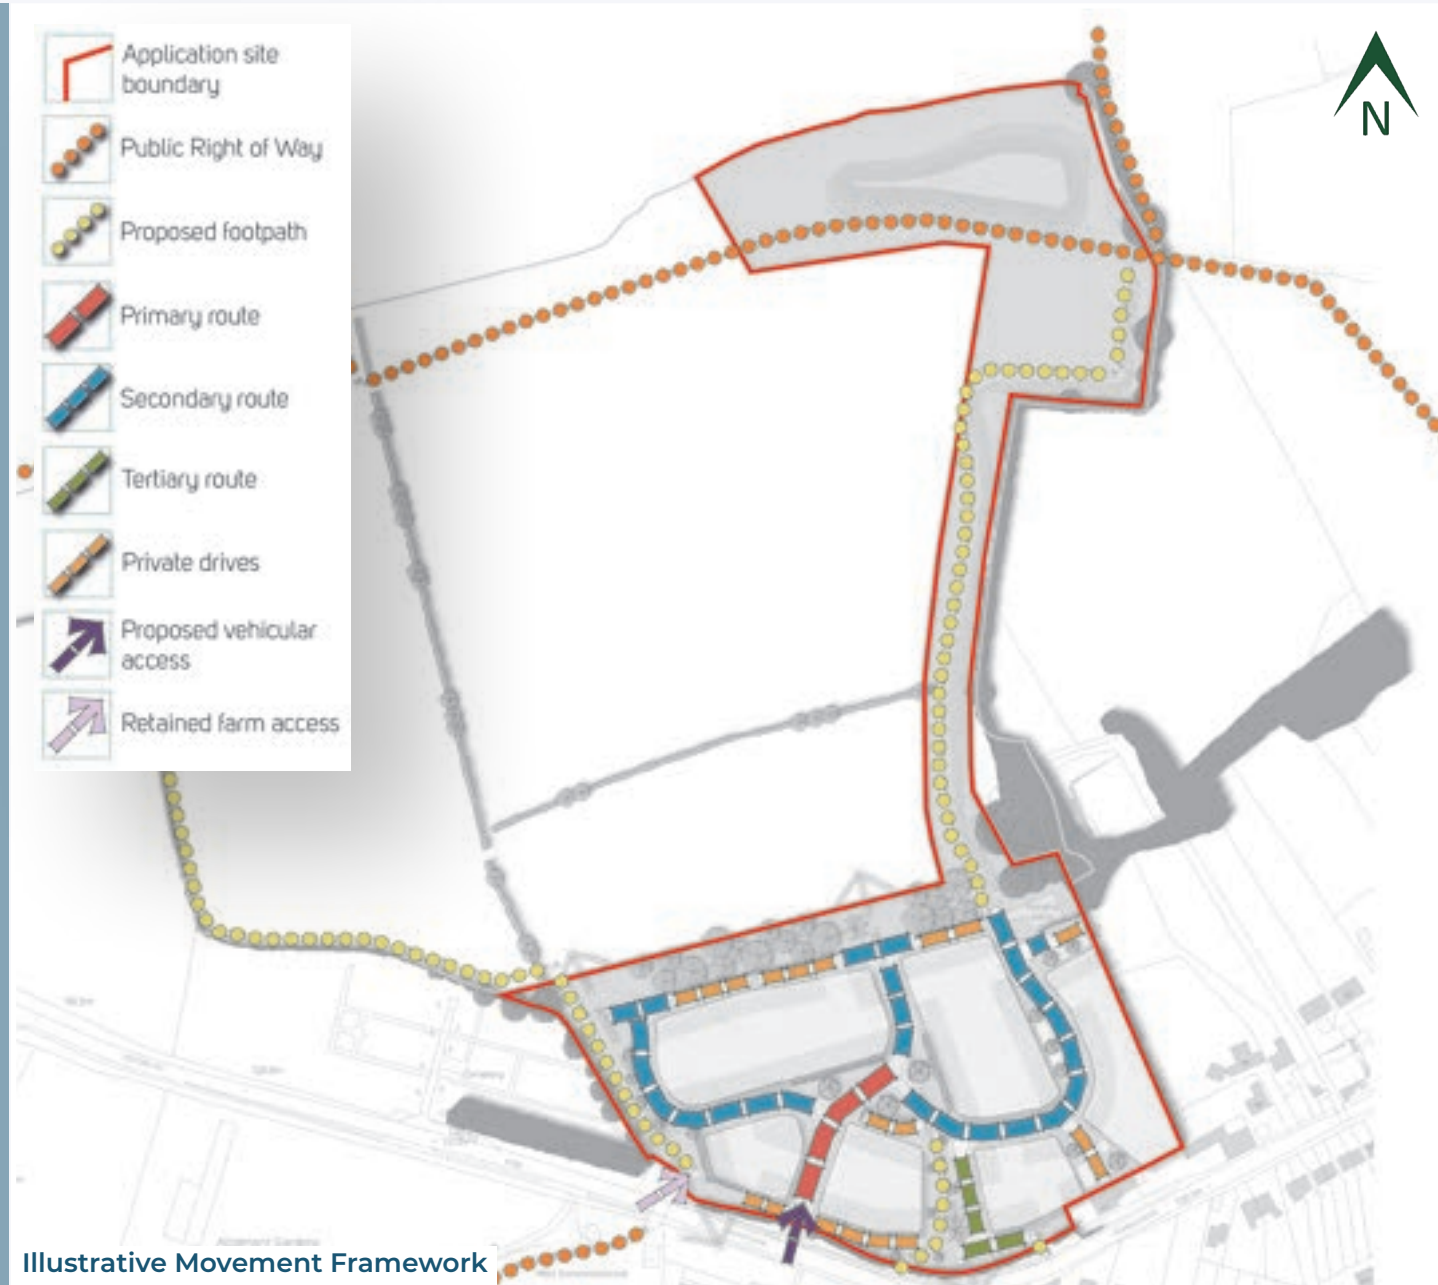 Application site
boundary
Public Right of Way
Proposed footpath
Primary route
Secondary route
Tertiary route
Private drives
Proposed vehicular
access
Retained farm access
N
Illustrative Movement Framework